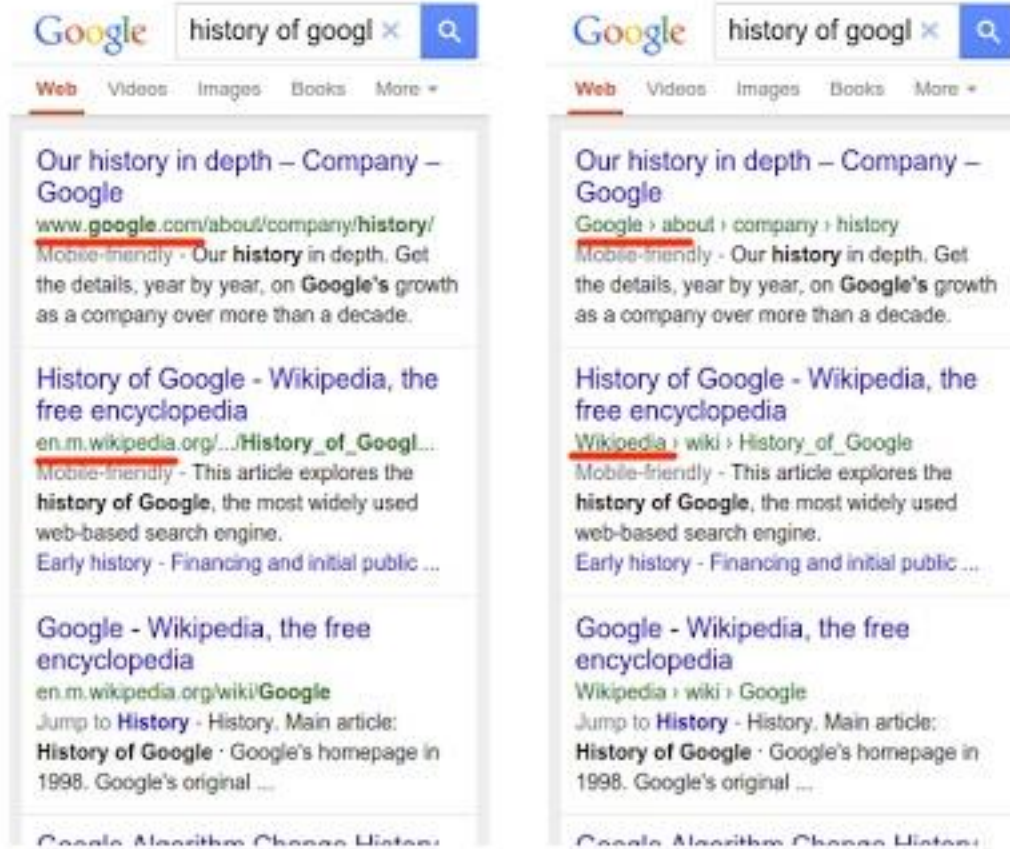 Google history of googl ×
Web Videos Images Books More
Our history in depth – Company –
Google
www.google.com/about/company/history/
Mobile-friendly - Our history in depth. Get
the details, year by year, on Google's growth
as a company over more than a decade.
History of Google - Wikipedia, the
free encyclopedia
en.m.wikipedia.org/.../History_of_Googl...
Mobile-friendly - This article explores the
history of Google, the most widely used
web-based search engine.
Early history - Financing and initial public ...
Google - Wikipedia, the free
encyclopedia
en.m.wikipedia.org/wiki/Google
Jump to History - History. Main article:
History of Google · Google's homepage in
1998. Google's original ...
Google Algorithm Change History
Google history of googl ×
Web Videos Images Books More
Our history in depth – Company –
Google
Google › about › company › history
Mobile-friendly - Our history in depth. Get
the details, year by year, on Google's growth
as a company over more than a decade.
History of Google - Wikipedia, the
free encyclopedia
Wikipedia › wiki › History_of_Google
Mobile-friendly - This article explores the
history of Google, the most widely used
web-based search engine.
Early history - Financing and initial public ...
Google - Wikipedia, the free
encyclopedia
Wikipedia › wiki › Google
Jump to History - History. Main article:
History of Google · Google's homepage in
1998. Google's original ...
Google Algorithm Change History